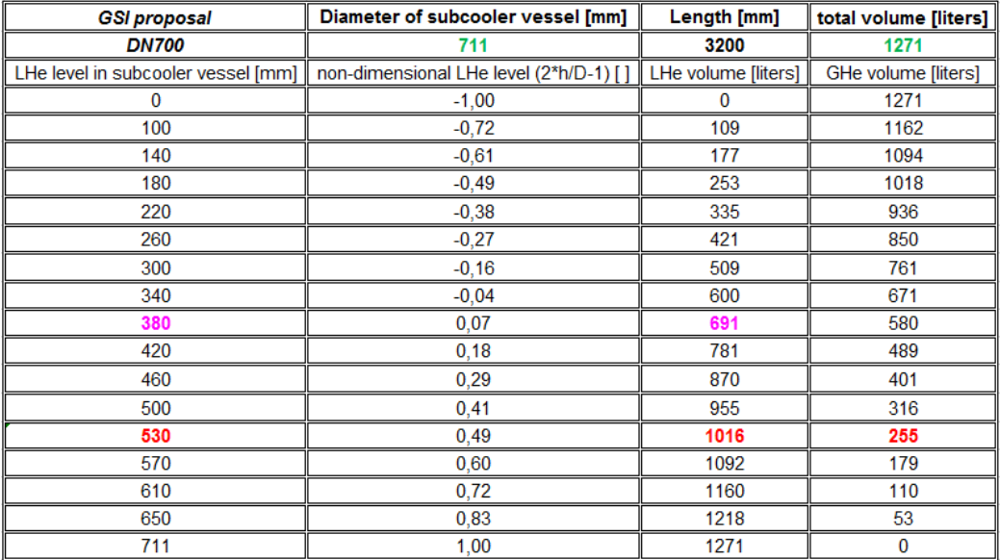 GSI proposal Diameter of subcooler vessel [mm] Length [mm] total volume [liters]
DN700 711 3200 1271
LHe level in subcooler vessel [mm] non-dimensional LHe level (2*h/D-1) [ ] LHe volume [liters] GHe volume [liters]
0 -1,00 0 1271
100 -0,72 109 1162
140 -0,61 177 1094
180 -0,49 253 1018
220 -0,38 335 936
260 -0,27 421 850
300 -0,16 509 761
340 -0,04 600 671
380 0,07 691 580
420 0,18 781 489
460 0,29 870 401
500 0,41 955 316
530 0,49 1016 255
570 0,60 1092 179
610 0,72 1160 110
650 0,83 1218 53
711 1,00 1271 0